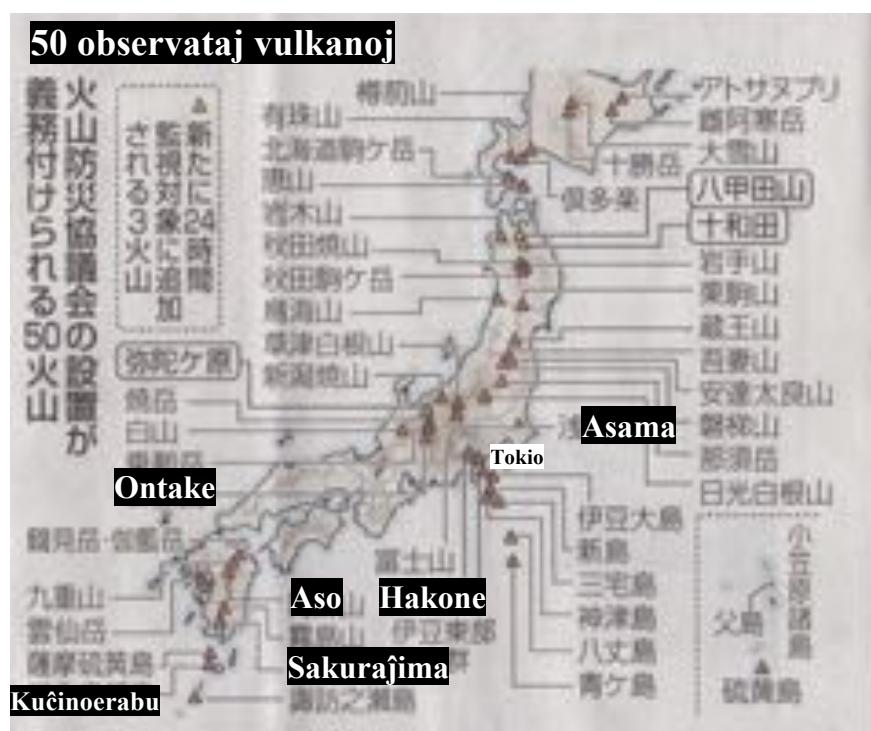 50 observataj vulkanoj
火山防災協議会の設置が
義務付けられる50火山
新たに24時間
監視対象に追加
される3火山
樽前山
有珠山
北海道駒ケ岳
恵山
岩木山
秋田焼山
秋田駒ケ岳
鳥海山
草津白根山
新潟焼山
弥陀ケ原
焼岳
白山
Ontake
アトサヌプリ
雌阿寒岳
大雪山
十勝岳
倶多楽
八甲田山
十和田
岩手山
栗駒山
蔵王山
吾妻山
安達太良山
磐梯山
那須岳
日光白根山
Asama
Tokio
鶴見岳・伽藍岳
九重山
雲仙岳
薩摩硫黄島
Kuĉinoerabu
諏訪之瀬島
Aso
霧島山
Sakuraĵima
富士山
Hakone
伊豆東部
群
伊豆大島
新島
三宅島
神津島
八丈島
青ケ島
小笠原諸島
父島
硫黄島